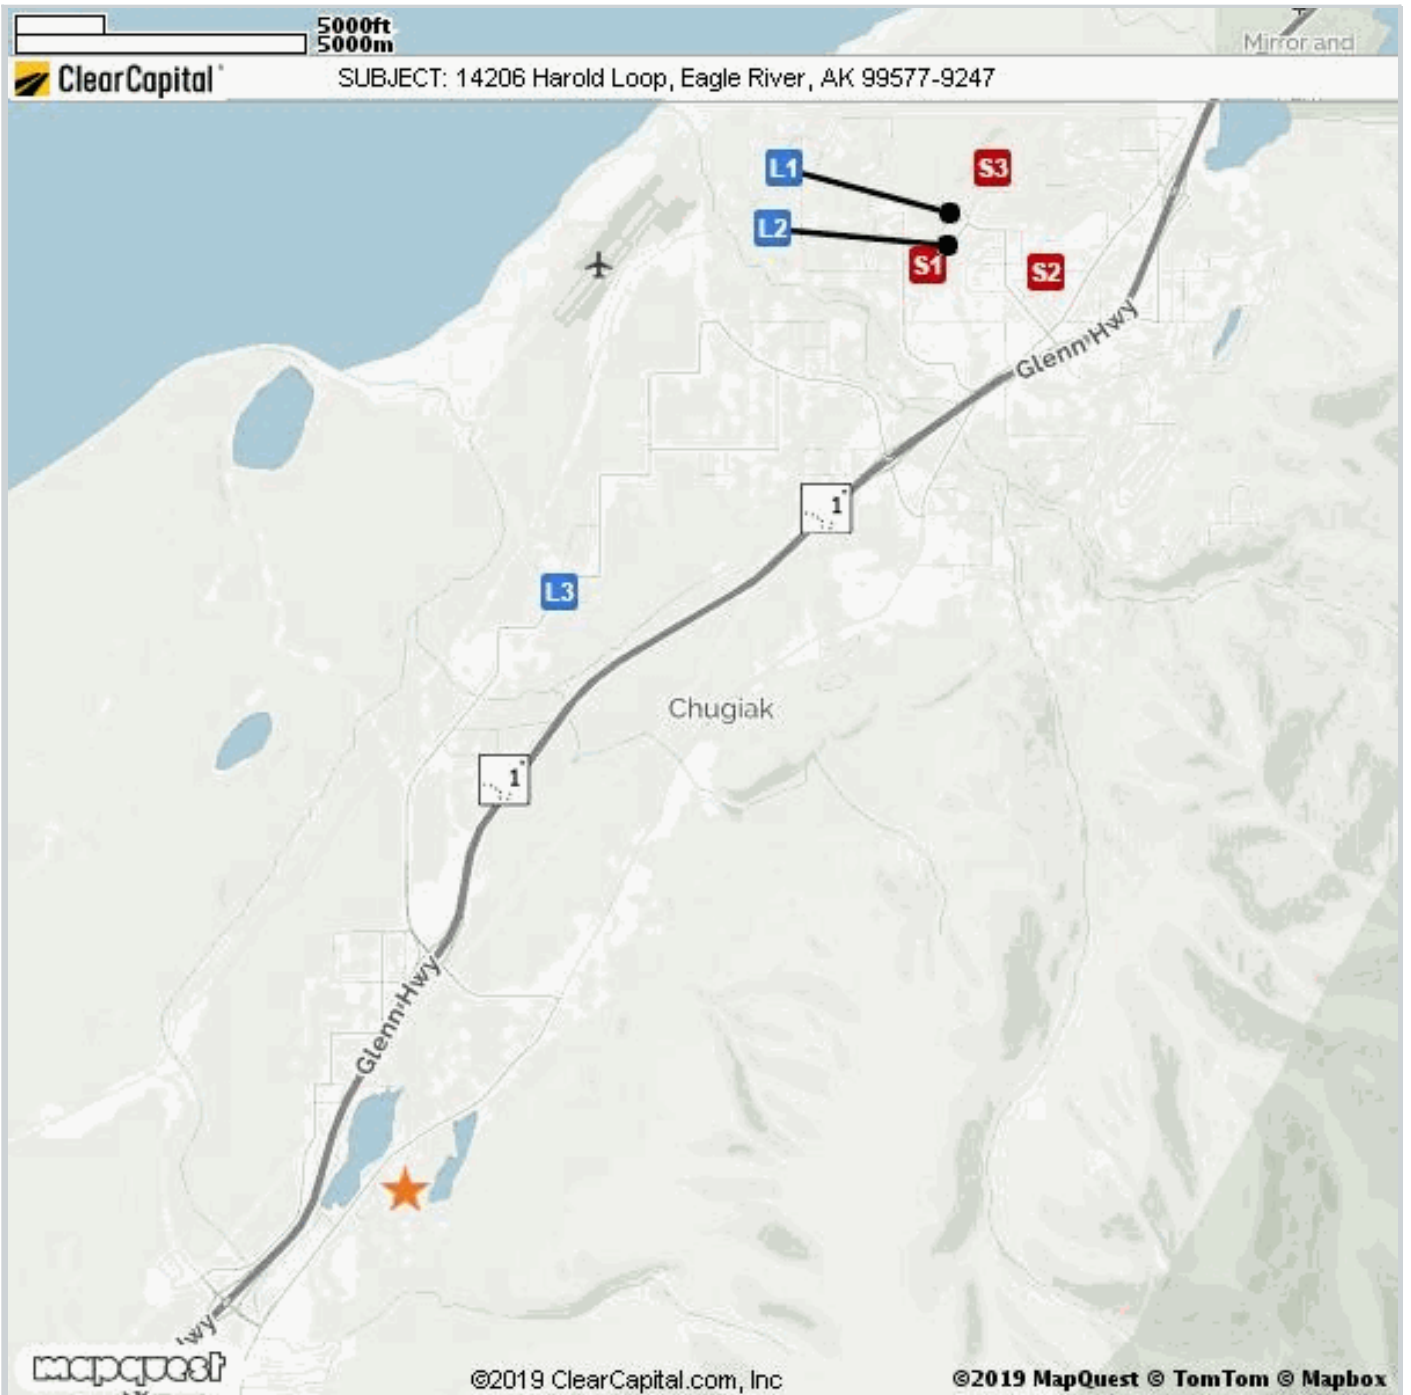 5000ft
5000m
Mirror and
ClearCapital
SUBJECT: 14206 Harold Loop, Eagle River, AK 99577-9247
L1
S3
L2
S1
S2
Glenn Hwy
1
L3
Chugiak
1
Glenn Hwy
mapquest
©2019 ClearCapital.com, Inc
©2019 MapQuest © TomTom © Mapbox